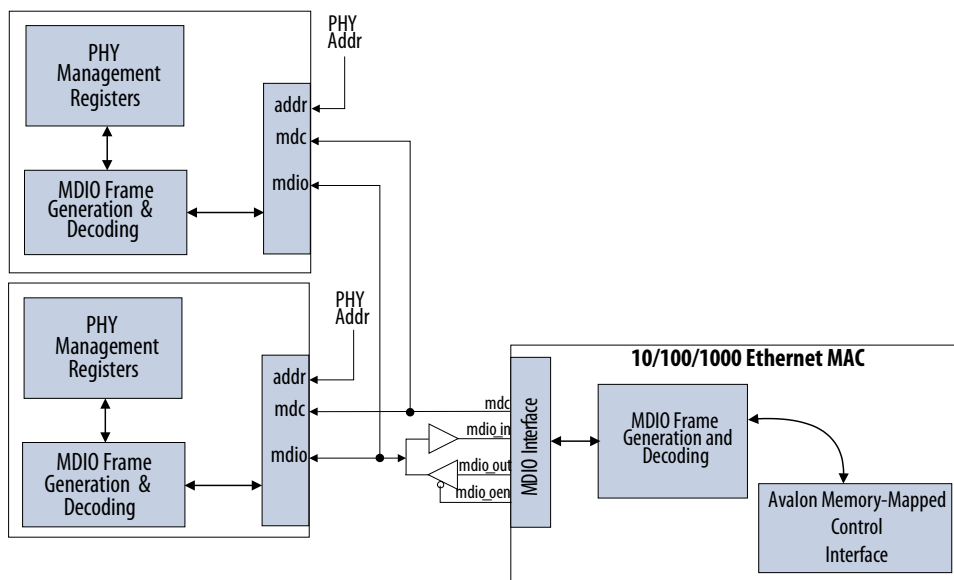 PHY
Management
Registers
MDIO Frame
Generation &
Decoding
addr
mdc
mdio
PHY
Addr
PHY
Management
Registers
MDIO Frame
Generation &
Decoding
addr
mdc
mdio
PHY
Addr
10/100/1000 Ethernet MAC
mdc
mdio_in
mdio_out
mdio_oen
MDIO Interface
MDIO Frame
Generation and
Decoding
Avalon Memory-Mapped
Control
Interface